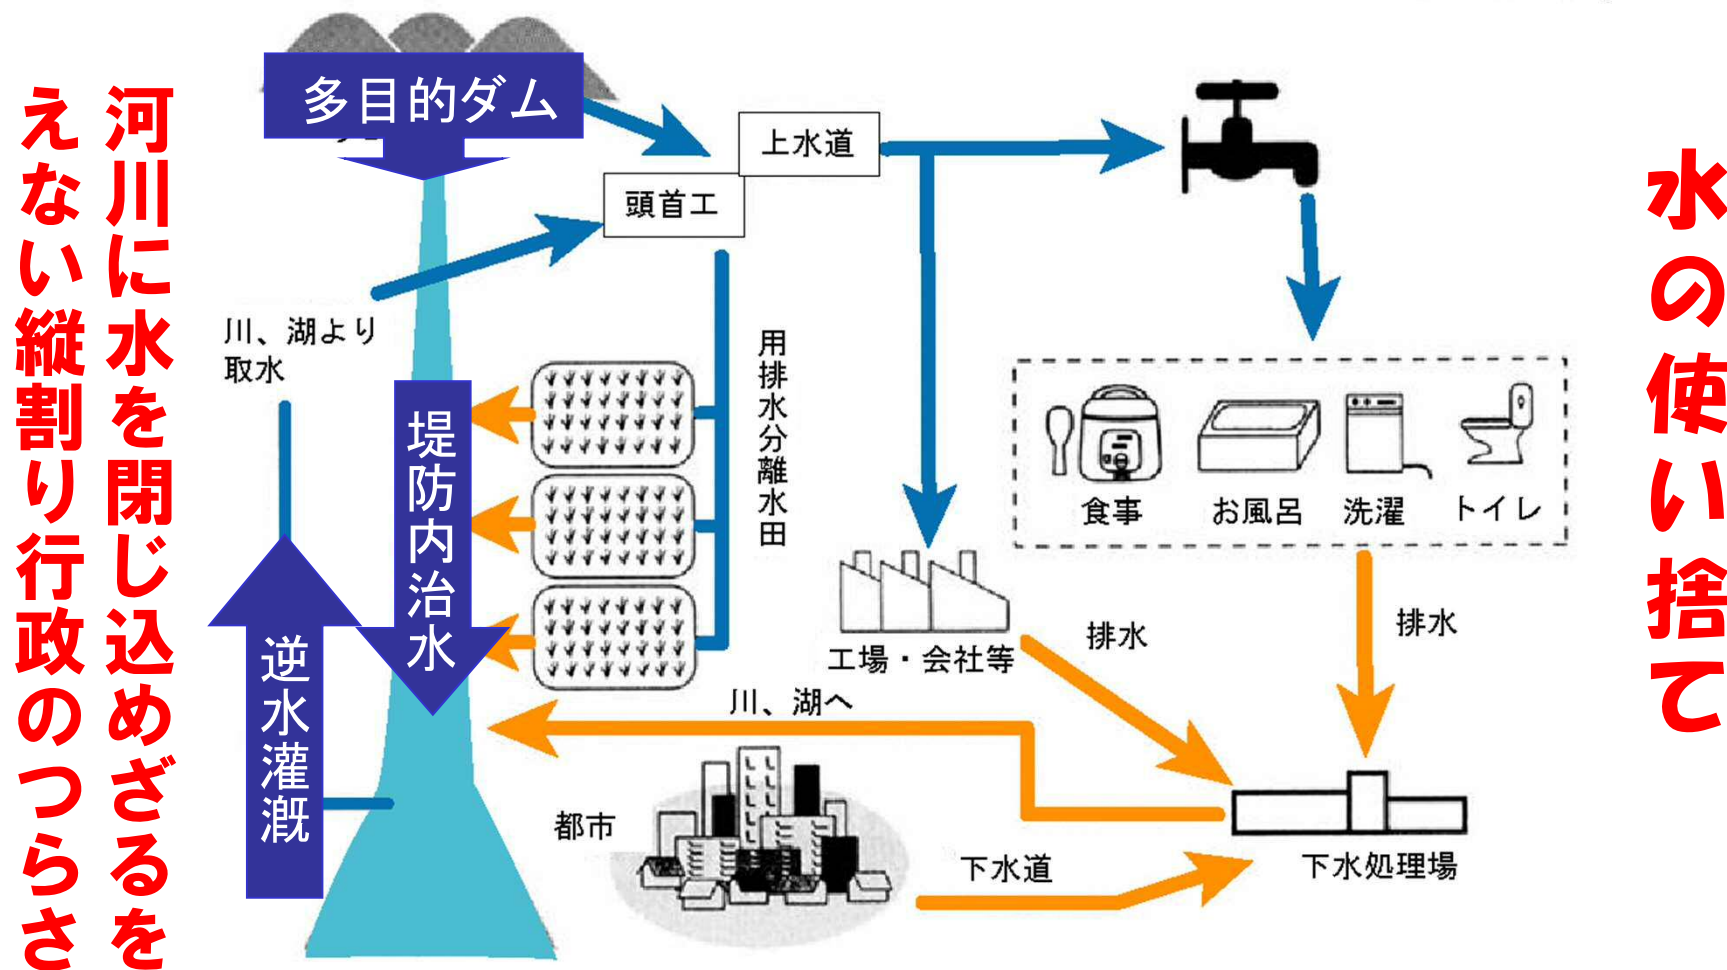 河川に水を閉じ込めざるを
えない縦割り行政のつらさ
水の使い捨て
多目的ダム
上水道
頭首工
川、湖より
取水
用排水分離水田
堤防内治水
逆水灌漑
食事
お風呂
洗濯
トイレ
工場・会社等
排水
排水
川、湖へ
都市
下水道
下水処理場